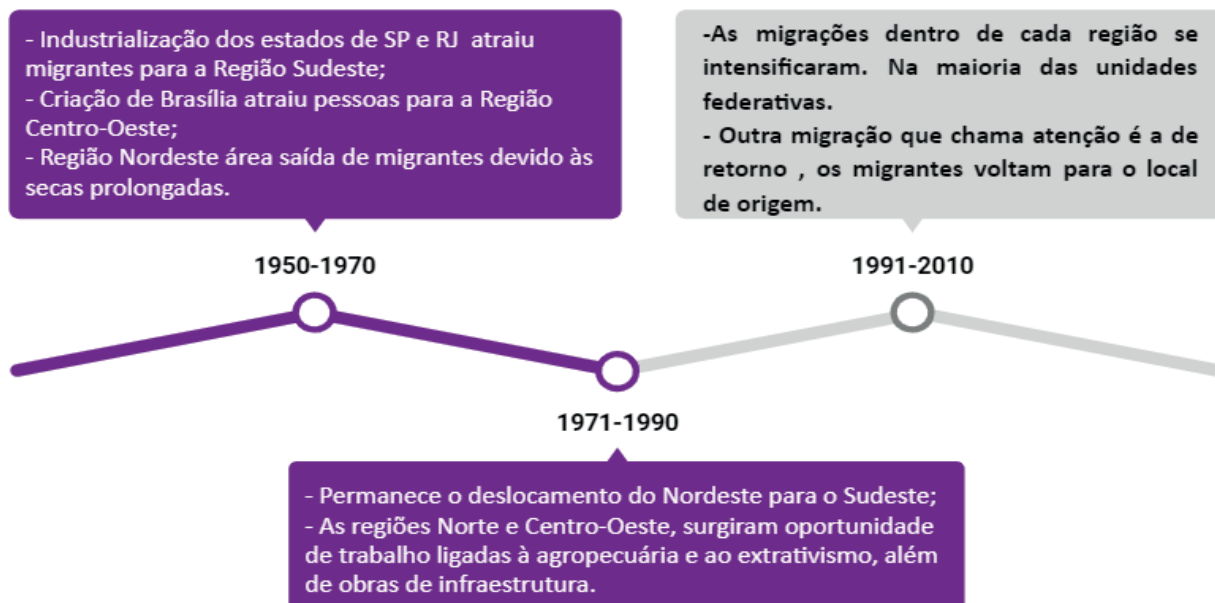 - Industrialização dos estados de SP e RJ atraiu
migrantes para a Região Sudeste;
- Criação de Brasília atraiu pessoas para a Região
Centro-Oeste;
- Região Nordeste área saída de migrantes devido às
secas prolongadas.
1950-1970
-As migrações dentro de cada região se
intensificaram. Na maioria das unidades
federativas.
- Outra migração que chama atenção é a de
retorno , os migrantes voltam para o local
de origem.
1991-2010
1971-1990
- Permanece o deslocamento do Nordeste para o Sudeste;
- As regiões Norte e Centro-Oeste, surgiram oportunidade
de trabalho ligadas à agropecuária e ao extrativismo, além
de obras de infraestrutura.